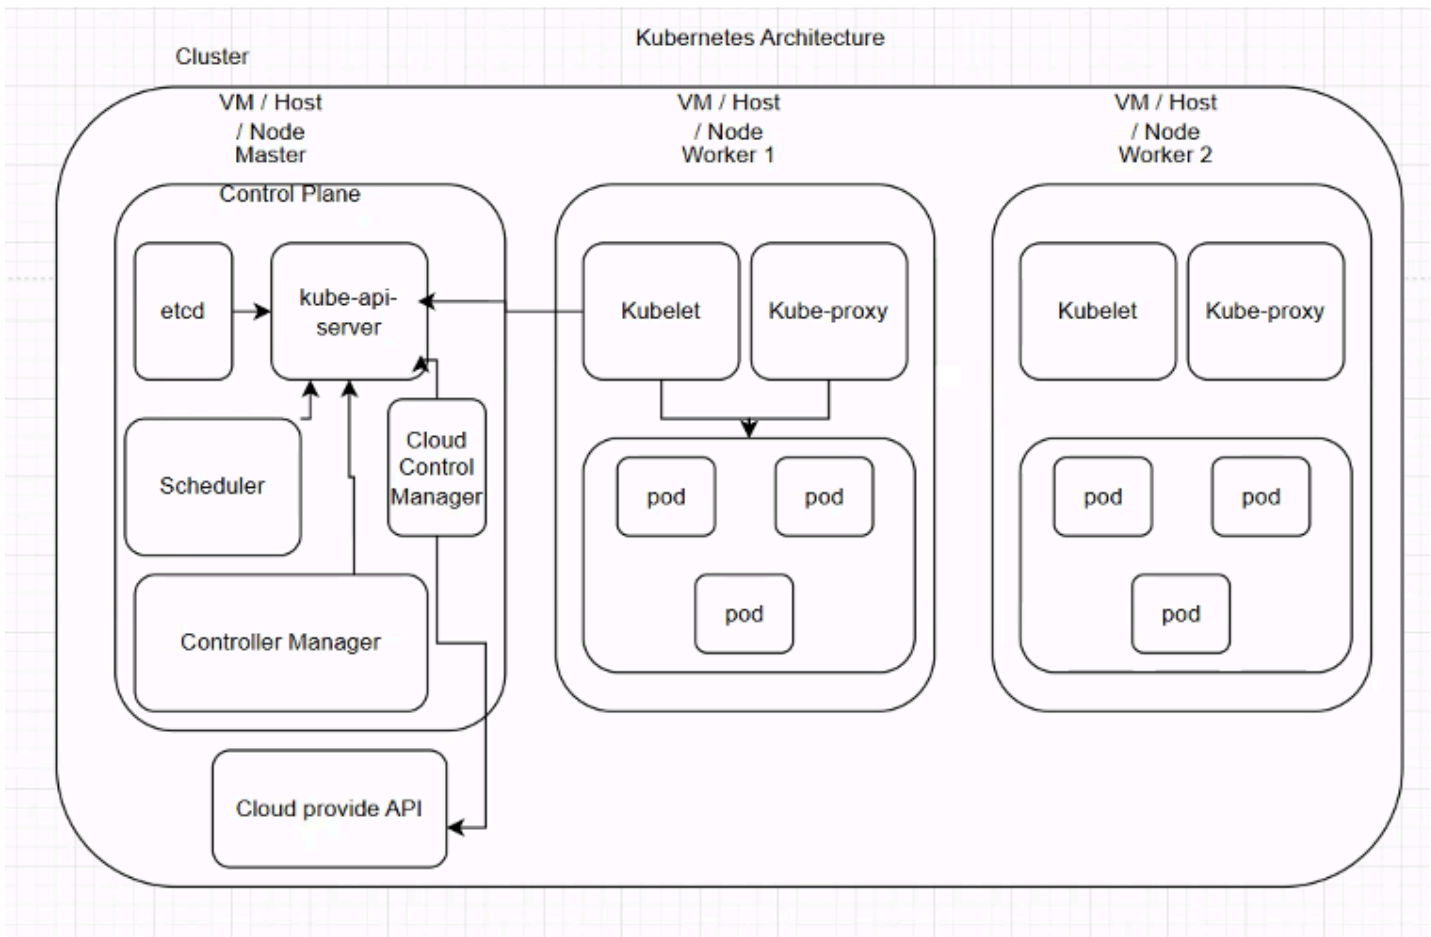 Kubernetes Architecture
Cluster
VM / Host
/ Node
Master
VM / Host
/ Node
Worker 1
VM / Host
/ Node
Worker 2
Control Plane
etcd
kube-api-
server
Scheduler
Cloud
Control
Manager
Controller Manager
Cloud provide API
Kubelet
Kube-proxy
pod
pod
pod
Kubelet
Kube-proxy
pod
pod
pod